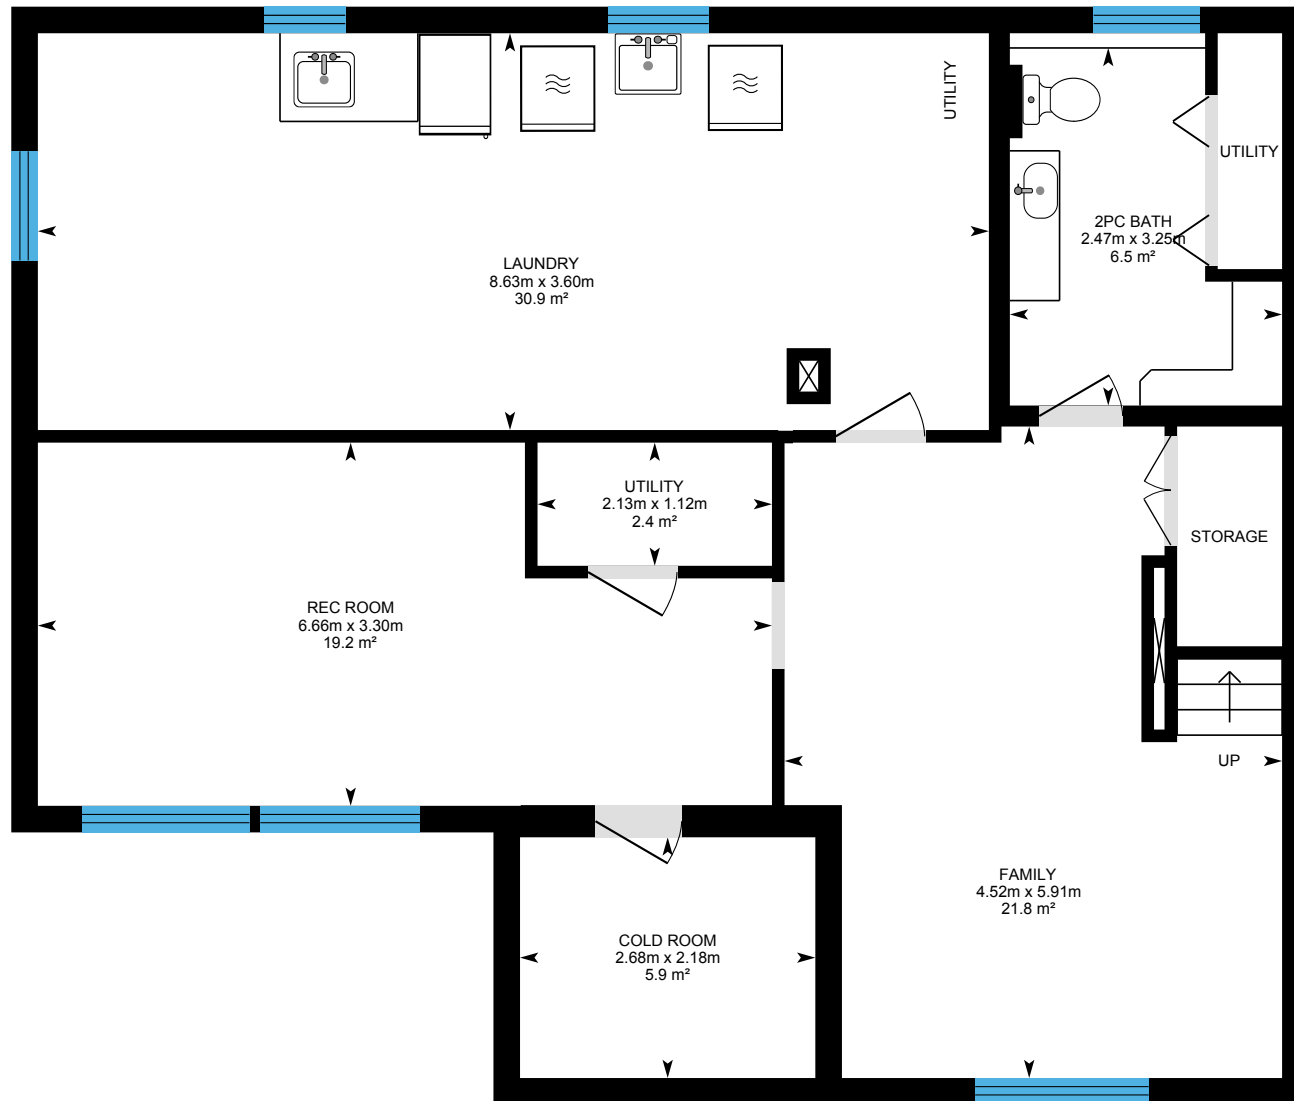 UTILITY
UTILITY
2PC BATH
2.47m x 3.25m
6.5 m²
LAUNDRY
8.63m x 3.60m
30.9 m²
UTILITY
2.13m x 1.12m
2.4 m²
STORAGE
REC ROOM
6.66m x 3.30m
19.2 m²
UP
FAMILY
4.52m x 5.91m
21.8 m²
COLD ROOM
2.68m x 2.18m
5.9 m²